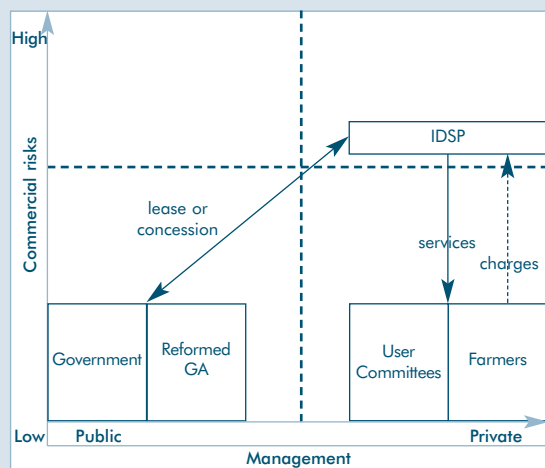 High
Commercial risks
IDSP
lease or
concession
services
charges
Government
Reformed
GA
User
Committees
Farmers
Low
Public
Private
Management